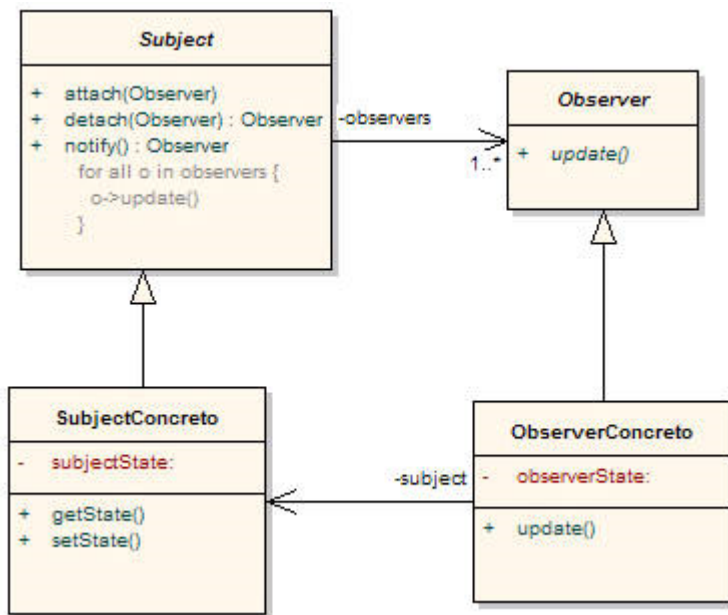 Subject
+ attach(Observer)
+ detach(Observer) : Observer
+ notify() : Observer
for all o in observers {
o->update()
}
-observers
1..*
Observer
+ update()
SubjectConcreto
- subjectState:
+ getState()
+ setState()
-subject
ObserverConcreto
- observerState:
+ update()